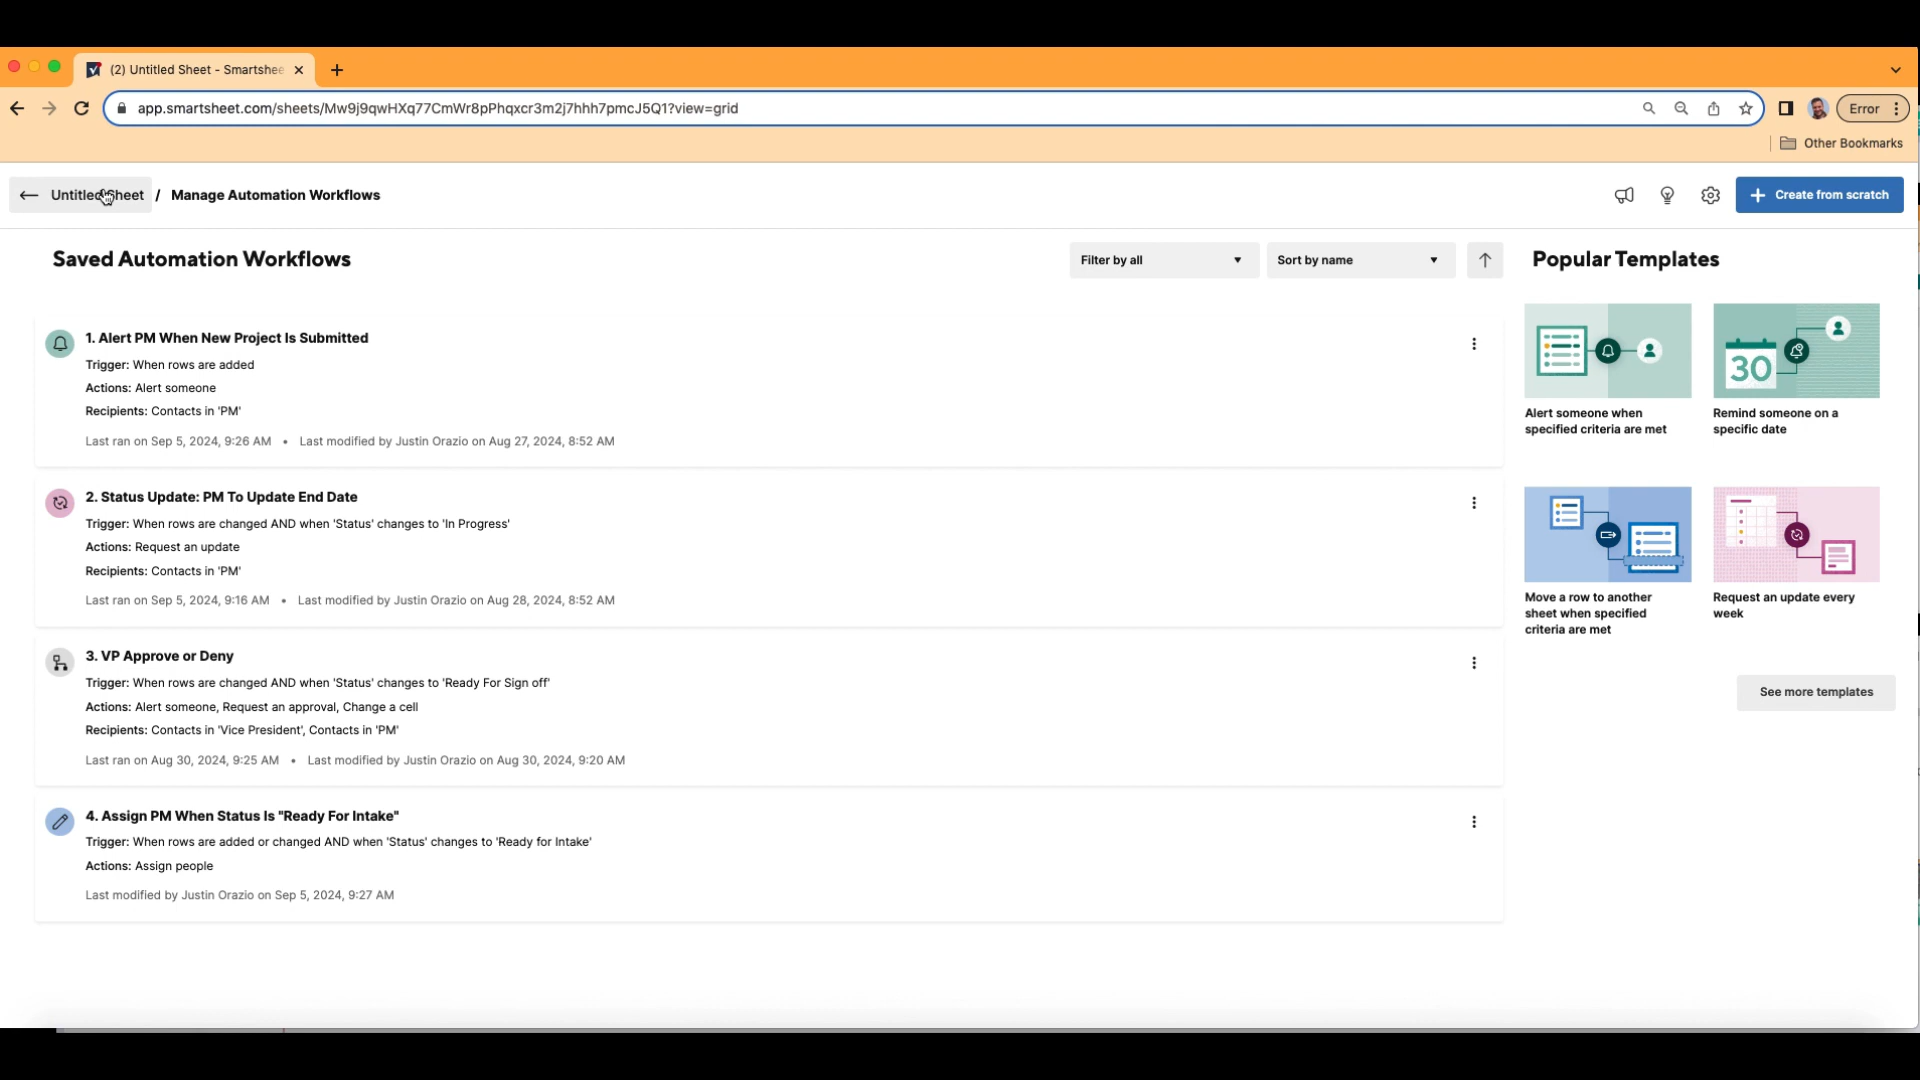 (2) Untitled Sheet - Smartshee
app.smartsheet.com/sheets/Mw9j9qwHXq77CmWr8pPhqxcr3m2j7hhh7pmcJ5Q1?view=grid
Error
Other Bookmarks
Untitled Sheet / Manage Automation Workflows
Create from scratch
Saved Automation Workflows
Filter by all
Sort by name
Popular Templates
1. Alert PM When New Project Is Submitted
Trigger: When rows are added
Actions: Alert someone
Recipients: Contacts in 'PM'
Last ran on Sep 5, 2024, 9:26 AM • Last modified by Justin Orazio on Aug 27, 2024, 8:52 AM
2. Status Update: PM To Update End Date
Trigger: When rows are changed AND when 'Status' changes to 'In Progress'
Actions: Request an update
Recipients: Contacts in 'PM'
Last ran on Sep 5, 2024, 9:16 AM • Last modified by Justin Orazio on Aug 28, 2024, 8:52 AM
3. VP Approve or Deny
Trigger: When rows are changed AND when 'Status' changes to 'Ready For Sign off'
Actions: Alert someone, Request an approval, Change a cell
Recipients: Contacts in 'Vice President', Contacts in 'PM'
Last ran on Aug 30, 2024, 9:25 AM • Last modified by Justin Orazio on Aug 30, 2024, 9:20 AM
4. Assign PM When Status Is "Ready For Intake"
Trigger: When rows are added or changed AND when 'Status' changes to 'Ready for Intake'
Actions: Assign people
Last modified by Justin Orazio on Sep 5, 2024, 9:27 AM
30
Alert someone when
specified criteria are met
Remind someone on a
specific date
Move a row to another
sheet when specified
criteria are met
Request an update every
week
See more templates